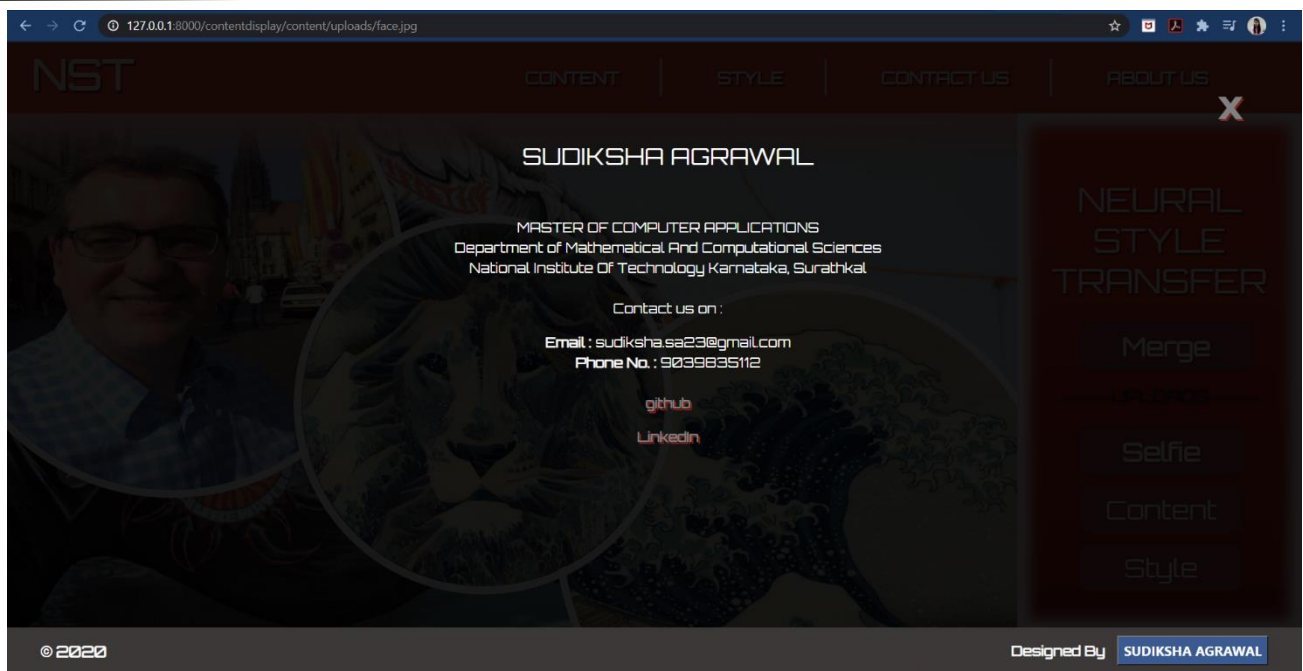 127.0.0.1:8000/contentdisplay/content/uploads/face.jpg
NST
CONTENT
STYLE
CONTACT US
ABOUT US
X
SUDIKSHA AGRAWAL
MASTER OF COMPUTER APPLICATIONS
Department of Mathematical And Computational Sciences
National Institute Of Technology Karnataka, Surathkal
Contact us on :
Email : sudiksha.sa23@gmail.com
Phone No. : 9039835112
github
LinkedIn
NEURAL
STYLE
TRANSFER
Merge
UPLOADS
Selfie
Content
Style
© 2020
Designed By
SUDIKSHA AGRAWAL